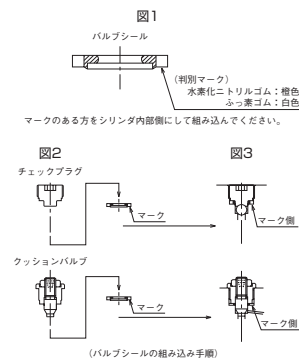 図1
バルブシール
(判別マーク)
水素化ニトリルゴム：橙色
ふっ素ゴム：白色
マークのある方をシリンダ内部側にして組み込んでください。
図2
図3
チェックプラグ
マーク
マーク側
クッションバルブ
マーク
マーク側
(バルブシールの組み込み手順)